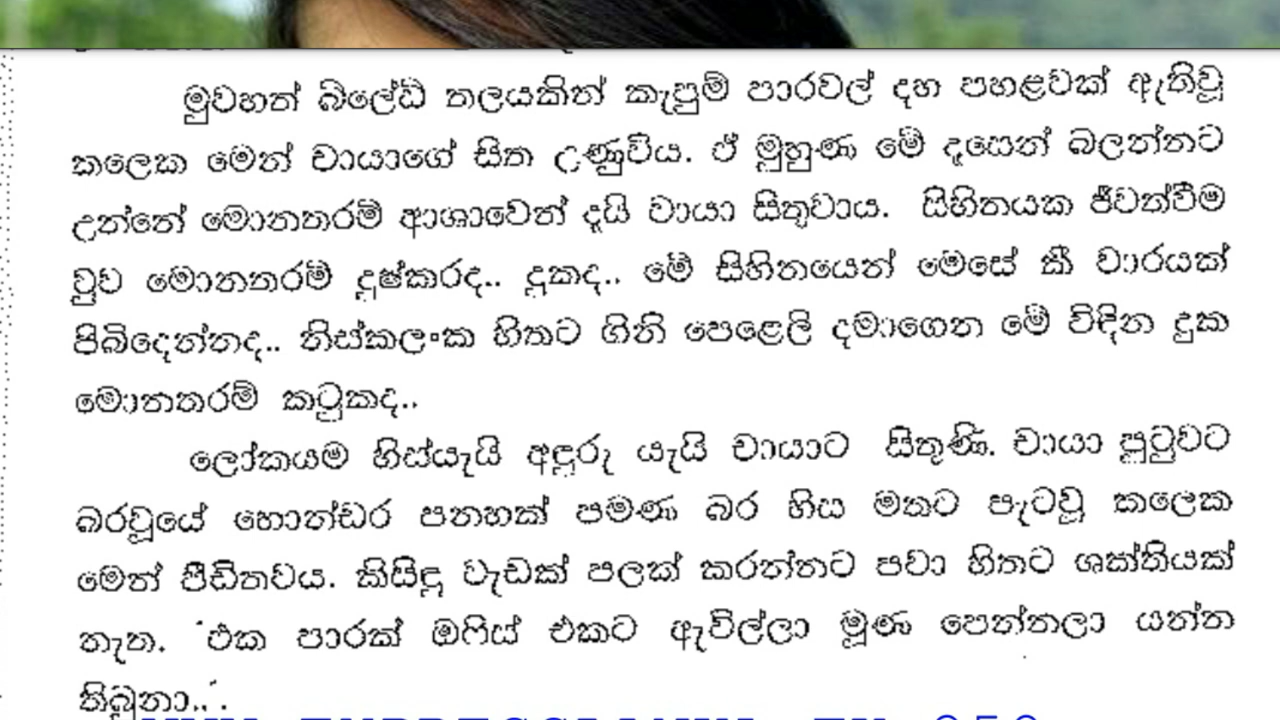 මුවහත් බ්ලේඩ් තලයකින් කැපුම් පාරවල් දහ පහළවක් ඇතිවූ
කලෙක මෙන් චායාගේ සිත උණුවිය. ඒ මුහුණ මේ දෑසෙන් බලන්නට
උන්නේ මොනතරම් ආශාවෙන් දැයි චායා සිතුවාය. සිහිනයක ජීවත්වීම
වුව මොනතරම් දුෂ්කරද.. දුකද.. මේ සිහිනයෙන් මෙසේ කී වාරයක්
පිබිදෙන්නද.. නිස්කලංක හිතට ගිනි පෙළෙලි දමාගෙන මේ විඳින දුක
මොනතරම් කටුකද..
ලෝකයම හිස්යැයි අඳුරු යැයි චායාට සිතුණි. චායා පුටුවට
බරවූයේ හොන්ඩර පනහක් පමණ බර හිස මතට පැටවූ කලෙක
මෙන් පීඩිතවය. කිසිඳු වැඩක් පලක් කරන්නට පවා හිතට ශක්තියක්
නැත. 'එක පාරක් ඔෆිස් එකට ඇවිල්ලා මූණ පෙන්නලා යන්න
තිබුනා..'.